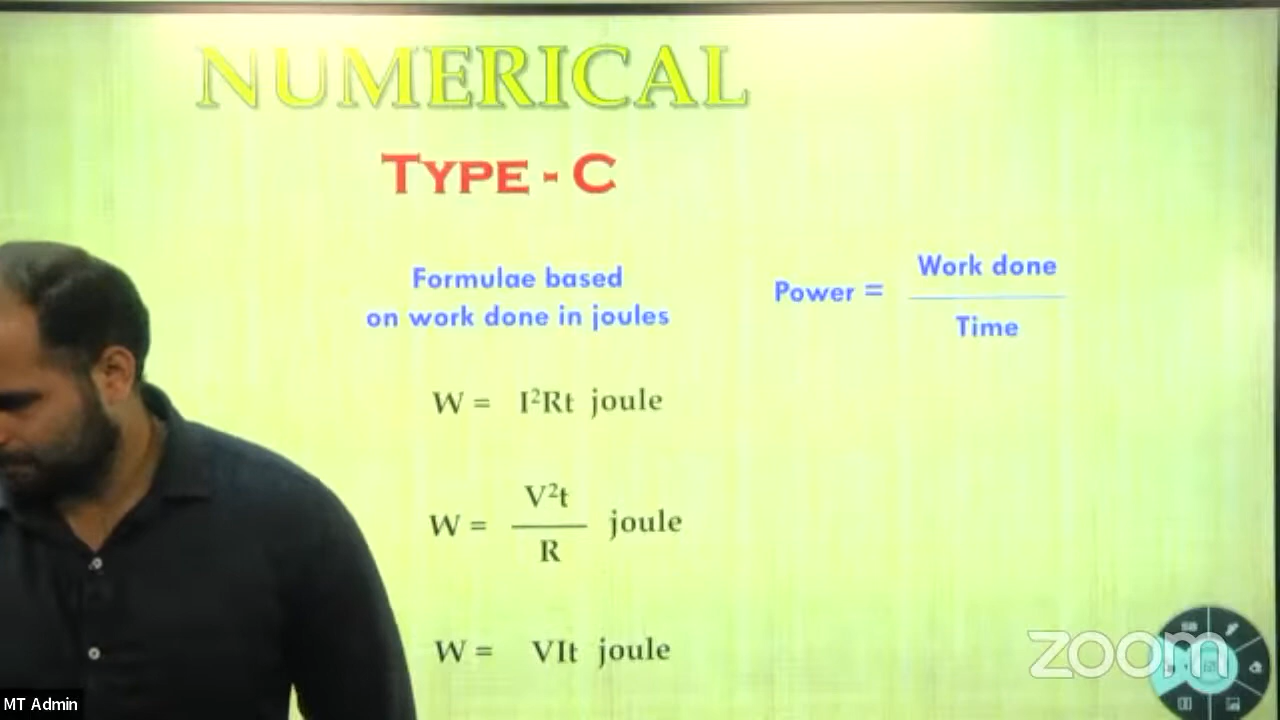 NUMERICAL
TYPE - C
Formulae based
on work done in joules
Power = Work done
Time
W = I²Rt joule
W = V²t
R joule
W = VIt joule
zoom
MT Admin